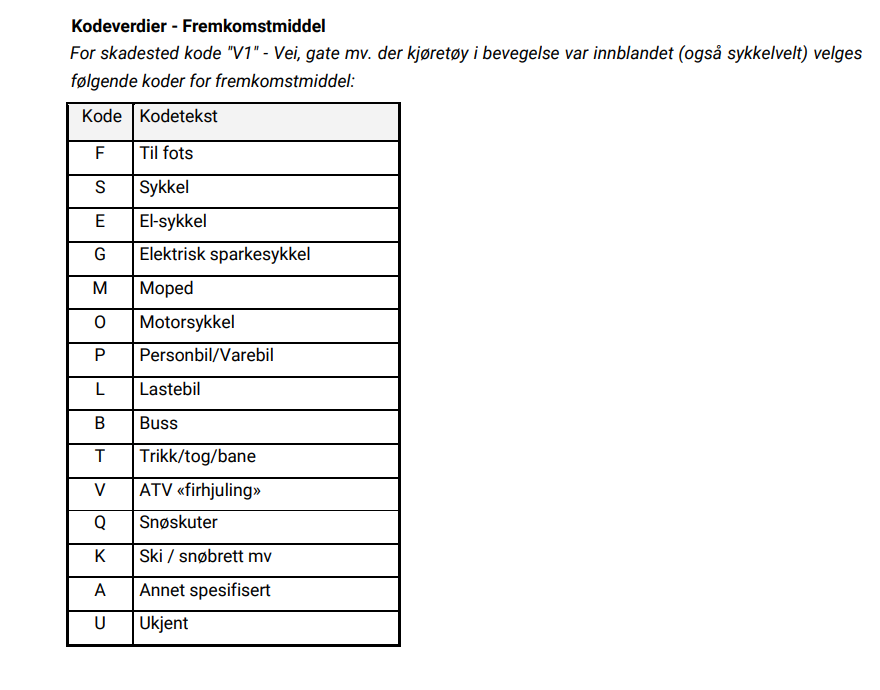 Kodeverdier - Fremkomstmiddel
For skadested kode "V1" - Vei, gate mv. der kjøretøy i bevegelse var innblandet (også sykkelvelt) velges
følgende koder for fremkomstmiddel:
Kode Kodetekst
F Til fots
S Sykkel
E El-sykkel
G Elektrisk sparkesykkel
M Moped
O Motorsykkel
P Personbil/Varebil
L Lastebil
B Buss
T Trikk/tog/bane
V ATV «firhjuling»
Q Snøskuter
K Ski / snøbrett mv
A Annet spesifisert
U Ukjent